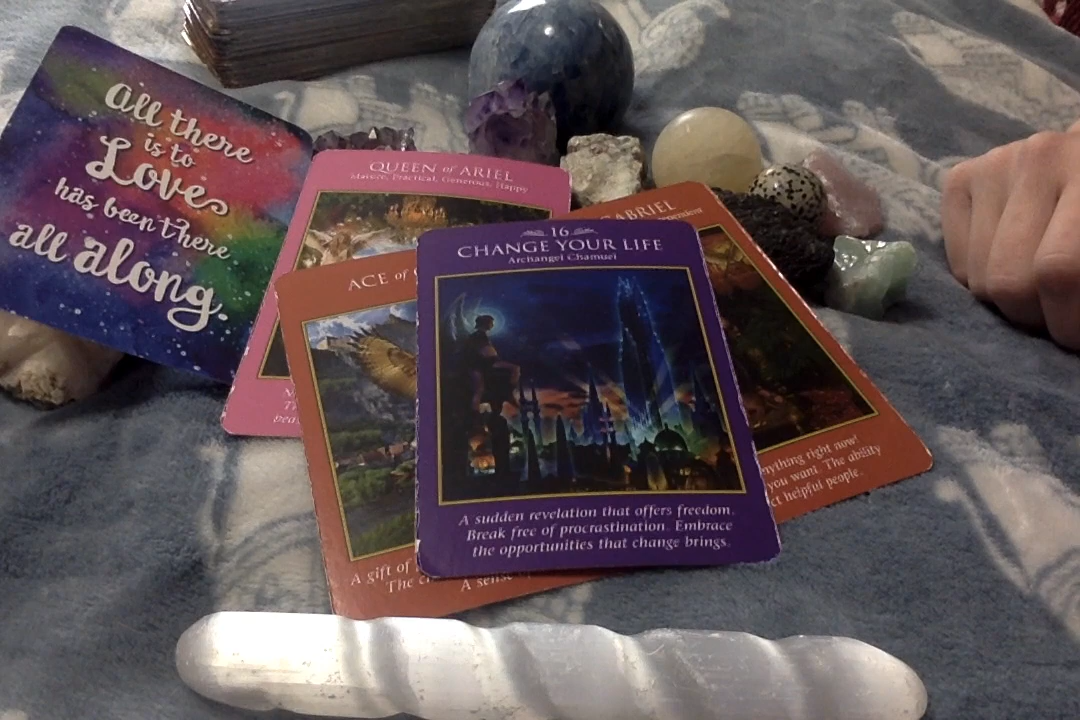 All there
is to
Love
has been there
all along.
QUEEN of ARIEL
Mature, Practical, Generous, Happy
ACE of
A gift of
The
GABRIEL
16
CHANGE YOUR LIFE
Archangel Chamuel
A sudden revelation that offers freedom.
Break free of procrastination. Embrace
the opportunities that change brings.
A sense
anything right now!
you want. The ability
helpful people.